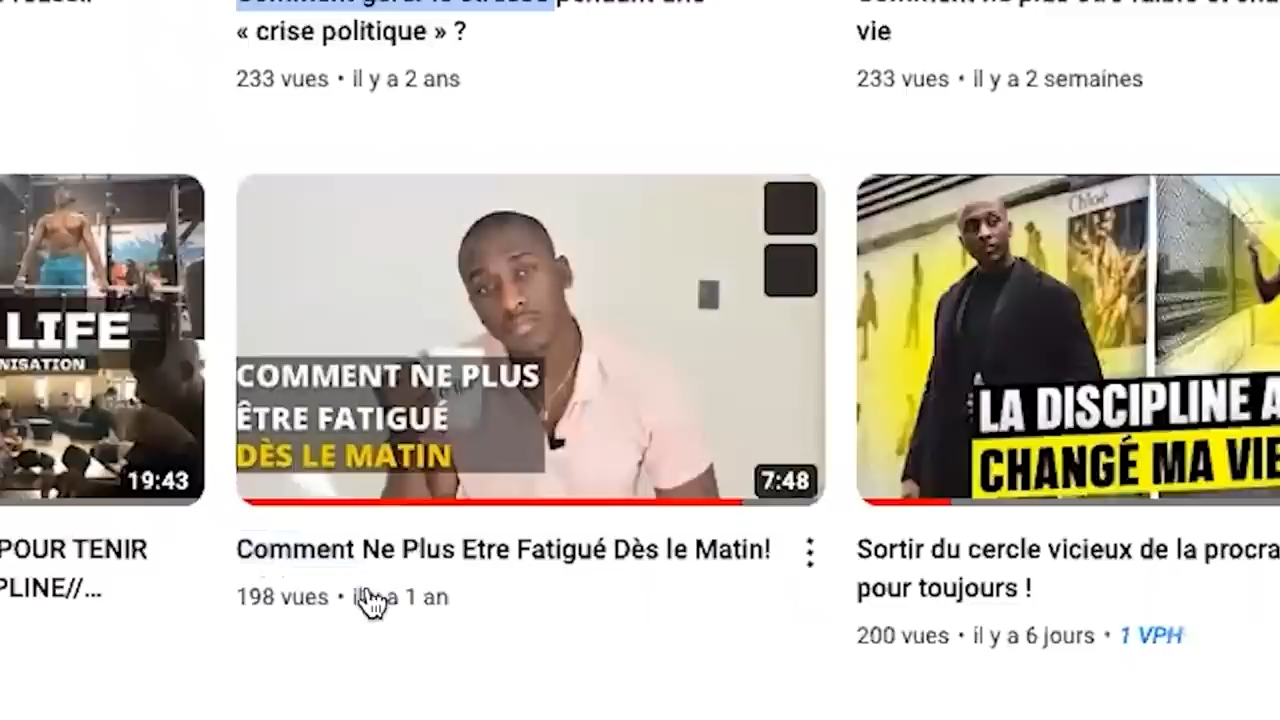 « crise politique » ?
233 vues • il y a 2 ans
vie
233 vues • il y a 2 semaines
LIFE
NISATION
19:43
POUR TENIR
PLINE//...
COMMENT NE PLUS
ÊTRE FATIGUÉ
DÈS LE MATIN
7:48
Comment Ne Plus Etre Fatigué Dès le Matin!
198 vues • il y a 1 an
Chloé
LA DISCIPLINE A
CHANGÉ MA VIE
Sortir du cercle vicieux de la procra
pour toujours !
200 vues • il y a 6 jours • 1 VPH